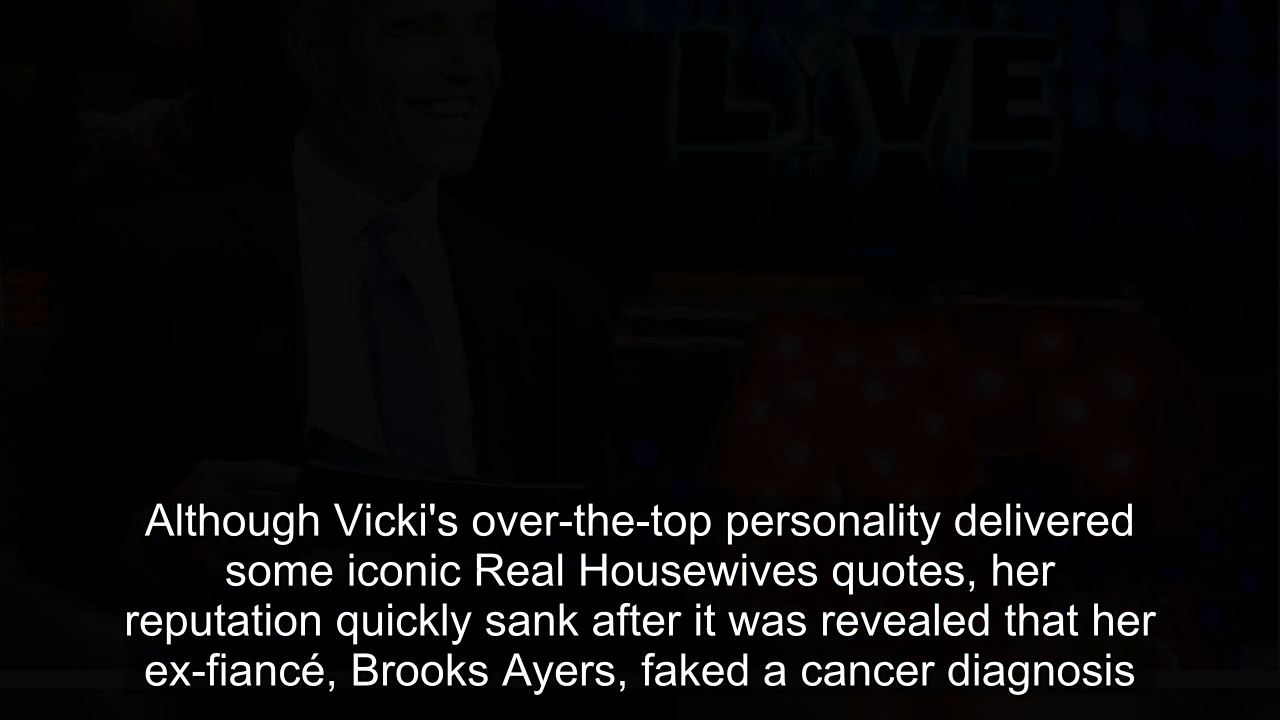 LIVE
Although Vicki's over-the-top personality delivered
some iconic Real Housewives quotes, her
reputation quickly sank after it was revealed that her
ex-fiancé, Brooks Ayers, faked a cancer diagnosis